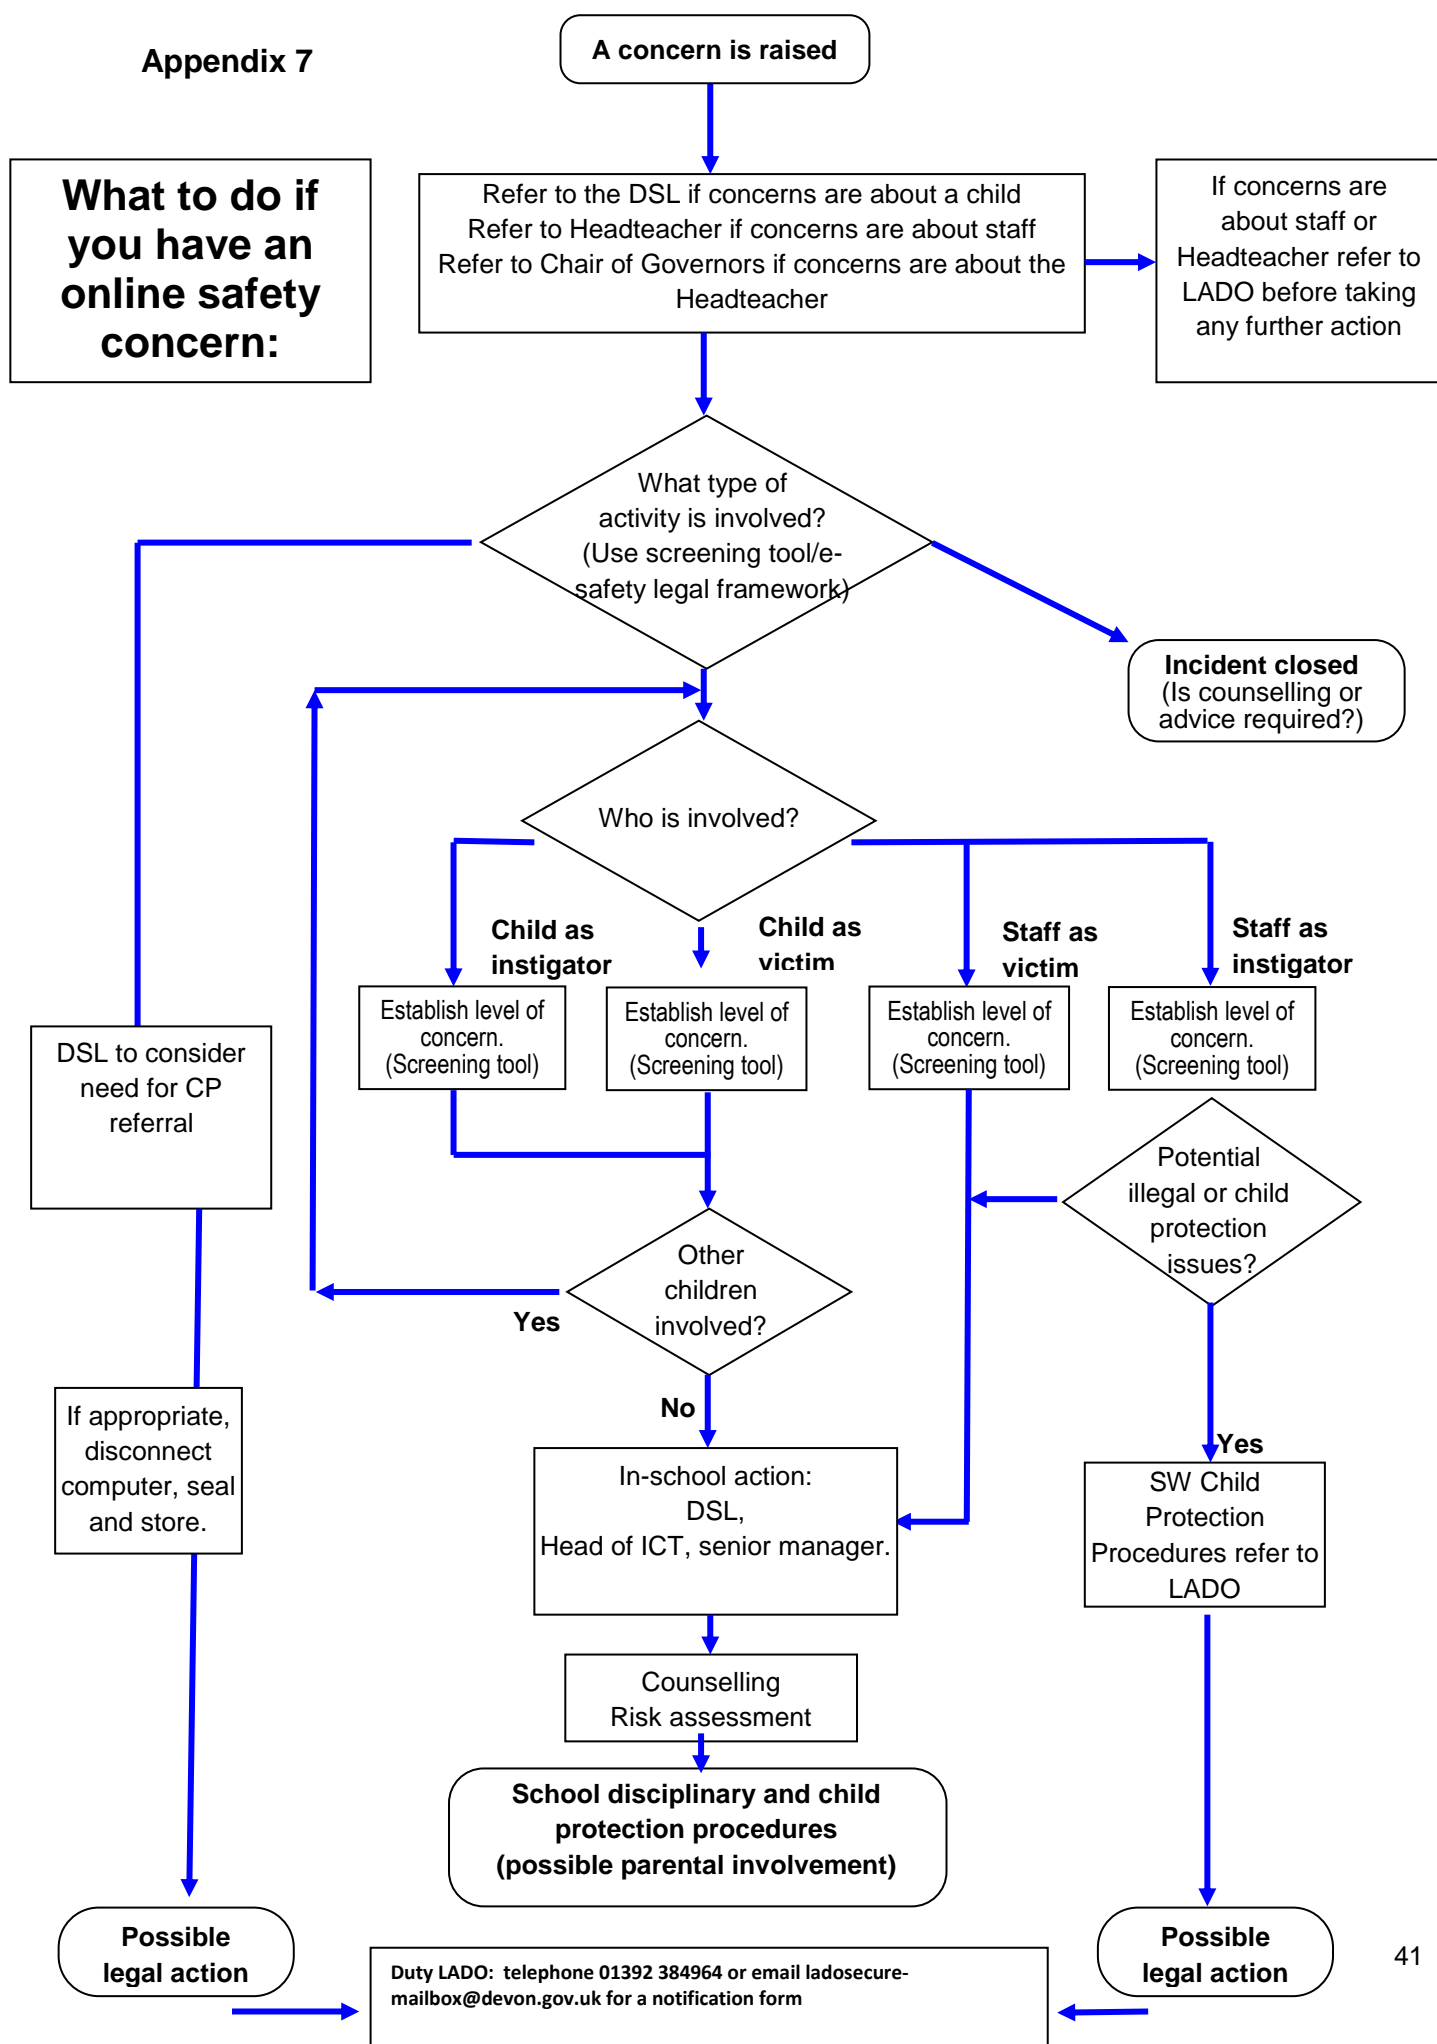 Appendix 7
A concern is raised
What to do if
you have an
online safety
concern:
Refer to the DSL if concerns are about a child
Refer to Headteacher if concerns are about staff
Refer to Chair of Governors if concerns are about the
Headteacher
If concerns are
about staff or
Headteacher refer to
LADO before taking
any further action
What type of
activity is involved?
(Use screening tool/e-
safety legal framework)
Incident closed
(Is counselling or
advice required?)
Who is involved?
Child as
instigator
Child as
victim
Staff as
victim
Staff as
instigator
Establish level of
concern.
(Screening tool)
Establish level of
concern.
(Screening tool)
Establish level of
concern.
(Screening tool)
Establish level of
concern.
(Screening tool)
DSL to consider
need for CP
referral
Potential
illegal or child
protection
issues?
Other
children
involved?
Yes
No
If appropriate,
disconnect
computer, seal
and store.
In-school action:
DSL,
Head of ICT, senior manager.
Yes
SW Child
Protection
Procedures refer to
LADO
Counselling
Risk assessment
School disciplinary and child
protection procedures
(possible parental involvement)
Possible
legal action
Possible
legal action
Duty LADO: telephone 01392 384964 or email ladosecure-
mailbox@devon.gov.uk for a notification form
41